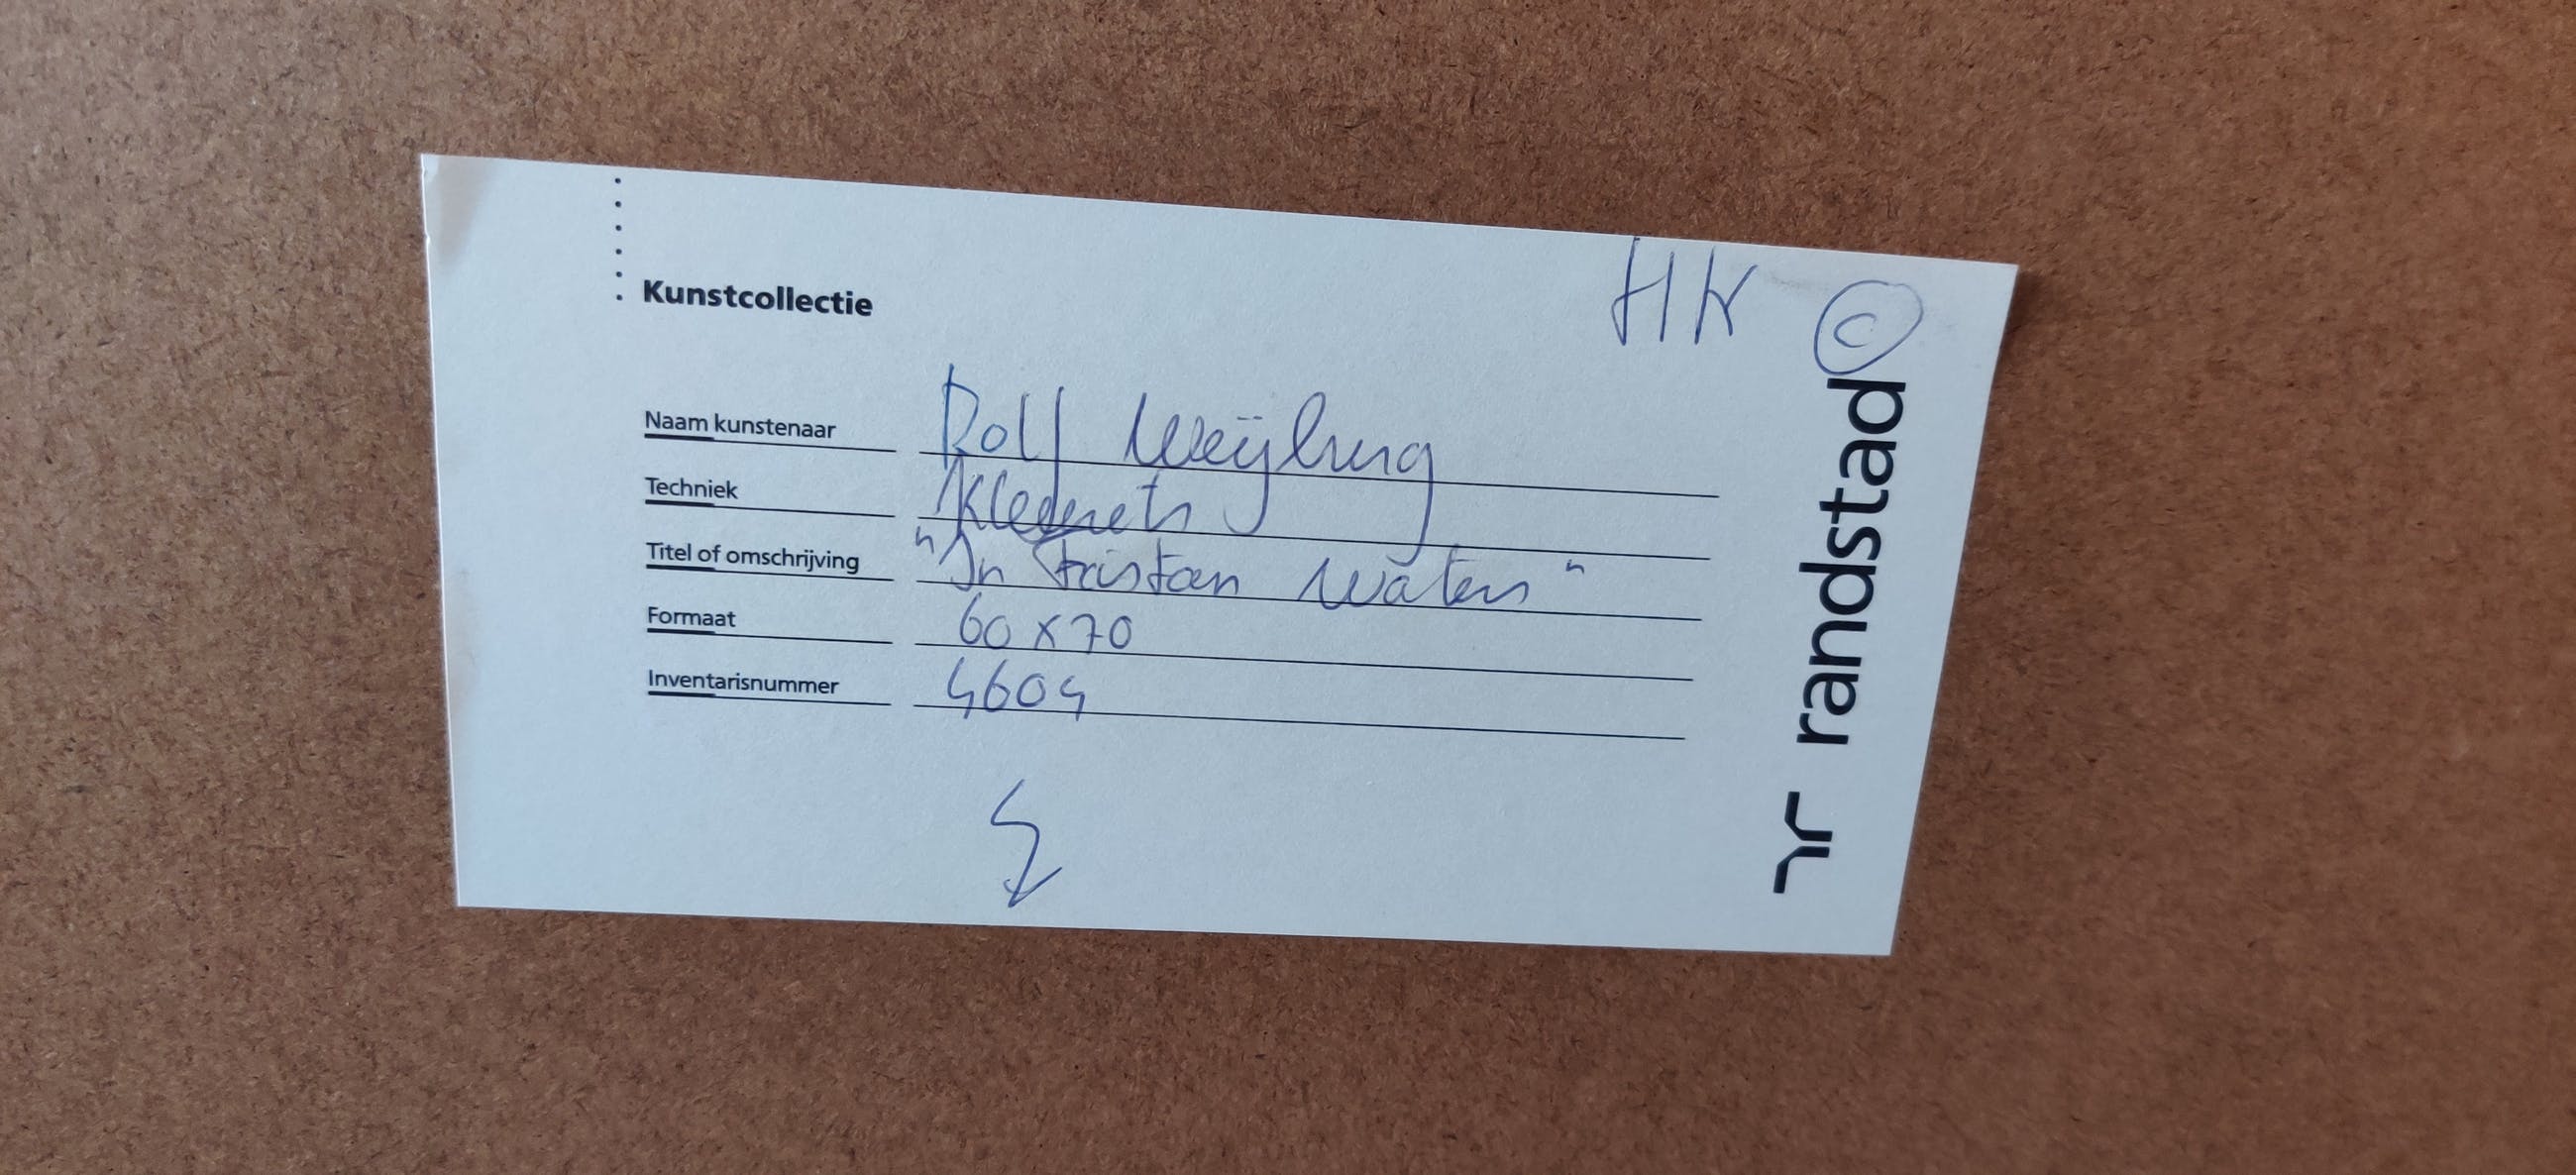 Kunstcollectie
HK ©
Naam kunstenaar Rolf Weijburg
Techniek Kleurets
Titel of omschrijving "In Tristan Waters"
Formaat 60 x 70
Inventarisnummer 4604
randstad